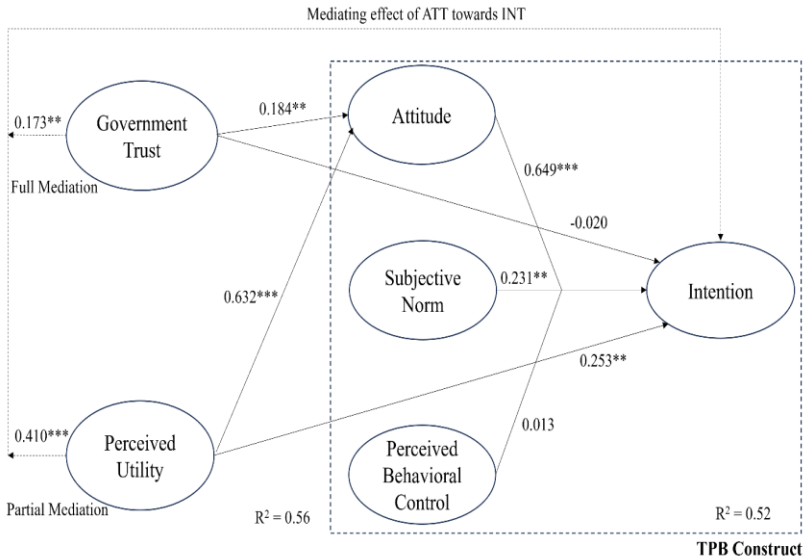 Mediating effect of ATT towards INT
0.173**
Government
Trust
0.184**
Attitude
Full Mediation
0.649***
-0.020
Subjective
Norm
0.231**
Intention
0.632***
0.253**
0.410***
Perceived
Utility
0.013
Perceived
Behavioral
Control
Partial Mediation
R² = 0.56
R² = 0.52
TPB Construct